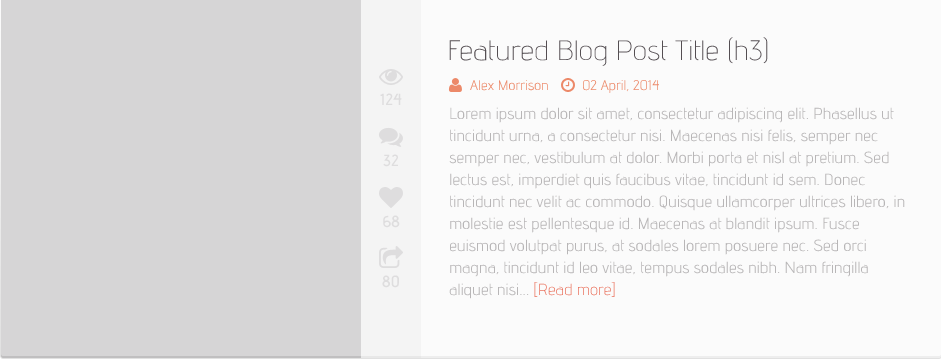 124
32
68
80
Featured Blog Post Title (h3)
Alex Morrison 02 April, 2014
Lorem ipsum dolor sit amet, consectetur adipiscing elit. Phasellus ut
tincidunt urna, a consectetur nisi. Maecenas nisi felis, semper nec
semper nec, vestibulum at dolor. Morbi porta et nisl at pretium. Sed
lectus est, imperdiet quis faucibus vitae, tincidunt id sem. Donec
tincidunt nec velit ac commodo. Quisque ullamcorper ultrices libero, in
molestie est pellentesque id. Maecenas at blandit ipsum. Fusce
euismod volutpat purus, at sodales lorem posuere nec. Sed orci
magna, tincidunt id leo vitae, tempus sodales nibh. Nam fringilla
aliquet nisi... [Read more]